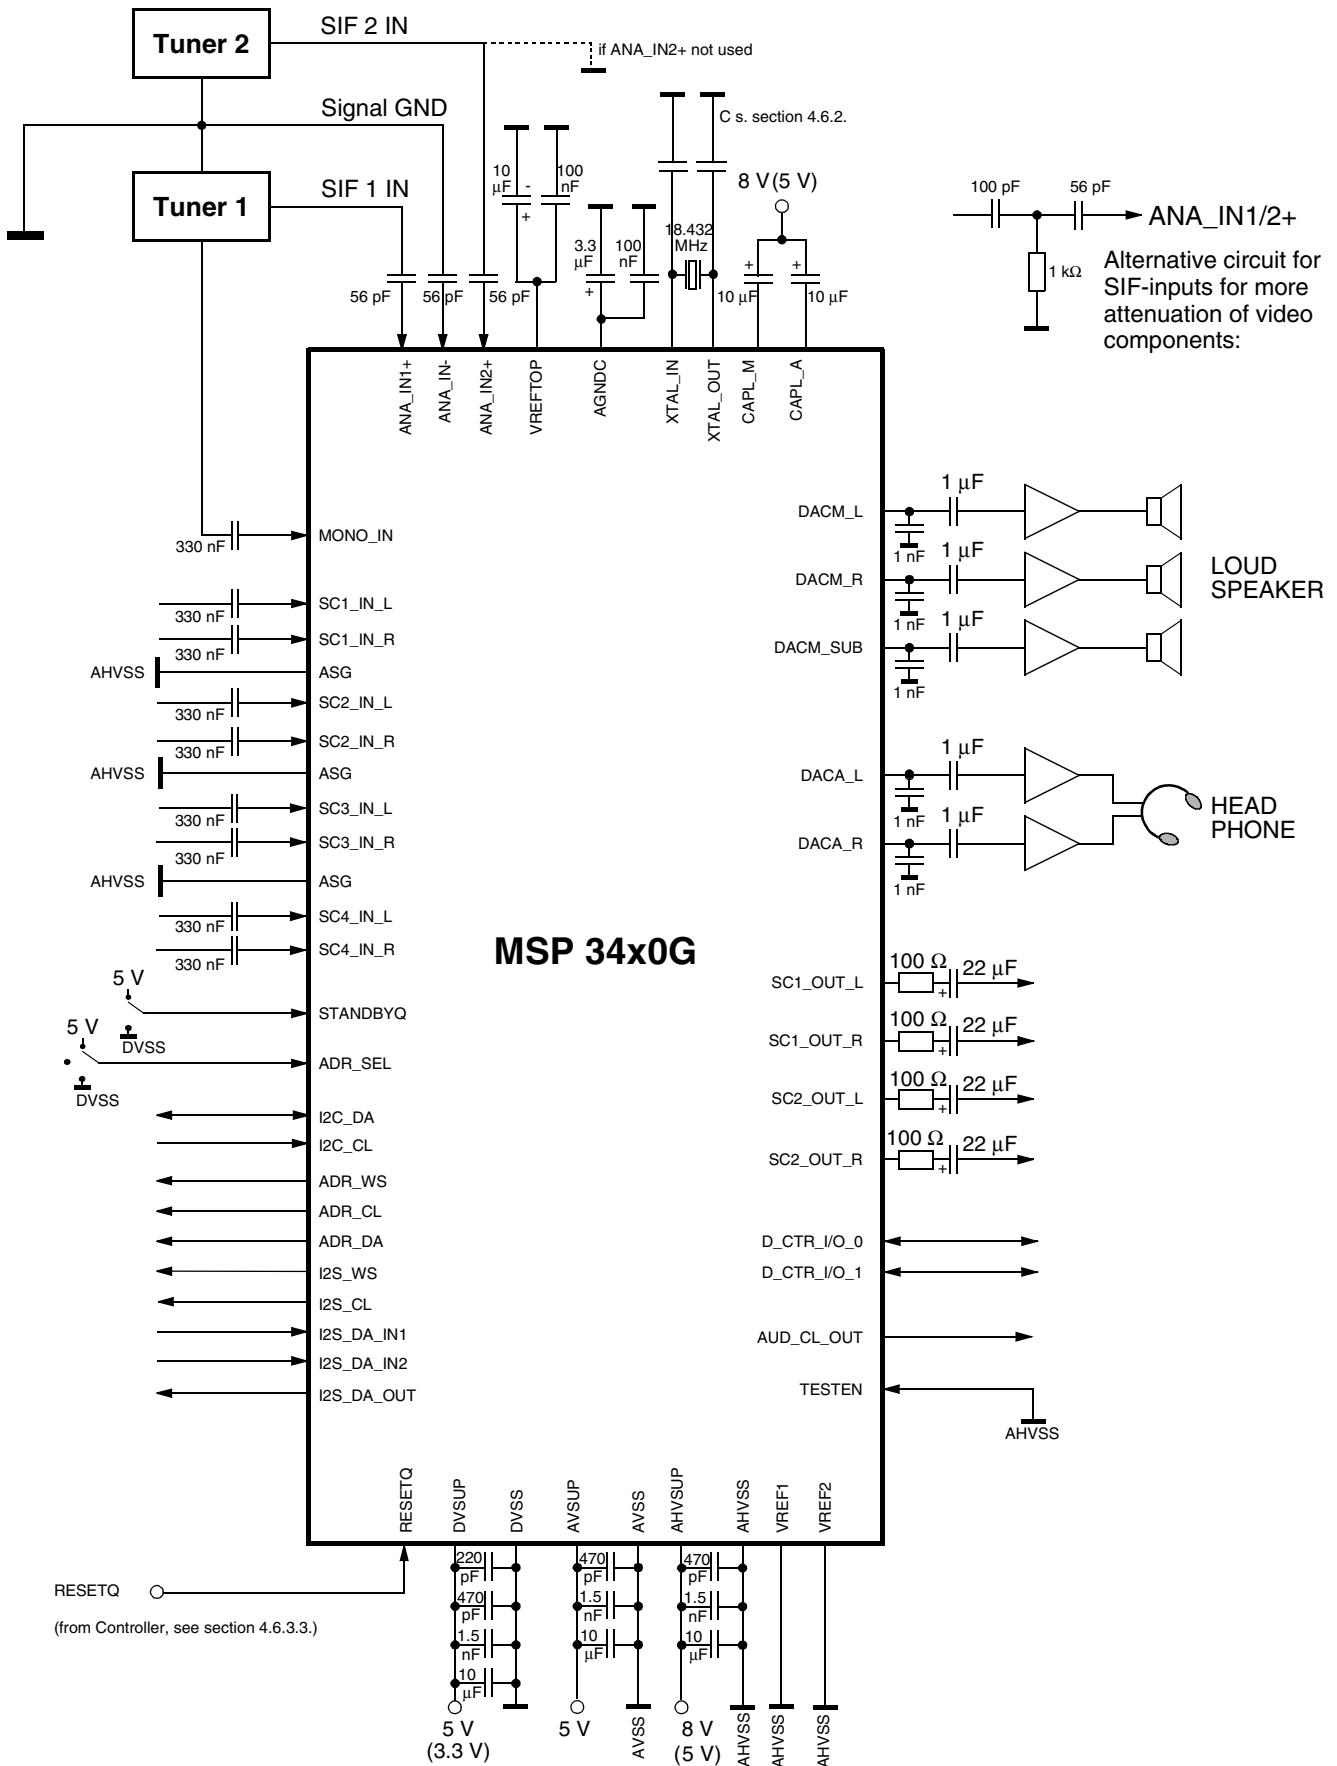 Tuner 2
SIF 2 IN
if ANA_IN2+ not used
Signal GND
C s. section 4.6.2.
Tuner 1
SIF 1 IN
10 µF
-
+
100 nF
3.3 µF
+
100 nF
18.432 MHz
8 V (5 V)
+
+
10 µF
10 µF
56 pF
56 pF
56 pF
100 pF
56 pF
ANA_IN1/2+
1 kΩ
Alternative circuit for
SIF-inputs for more
attenuation of video
components:
ANA_IN1+
ANA_IN-
ANA_IN2+
VREFTOP
AGNDC
XTAL_IN
XTAL_OUT
CAPL_M
CAPL_A
330 nF
MONO_IN
330 nF
SC1_IN_L
330 nF
SC1_IN_R
AHVSS
ASG
330 nF
SC2_IN_L
330 nF
SC2_IN_R
AHVSS
ASG
330 nF
SC3_IN_L
330 nF
SC3_IN_R
AHVSS
ASG
330 nF
SC4_IN_L
330 nF
SC4_IN_R
5 V
DVSS
STANDBYQ
5 V
DVSS
ADR_SEL
I2C_DA
I2C_CL
ADR_WS
ADR_CL
ADR_DA
I2S_WS
I2S_CL
I2S_DA_IN1
I2S_DA_IN2
I2S_DA_OUT
MSP 34x0G
DACM_L
1 nF
1 µF
DACM_R
1 nF
1 µF
DACM_SUB
1 nF
1 µF
LOUD
SPEAKER
DACA_L
1 nF
1 µF
DACA_R
1 nF
1 µF
HEAD
PHONE
SC1_OUT_L
100 Ω
+
22 µF
SC1_OUT_R
100 Ω
+
22 µF
SC2_OUT_L
100 Ω
+
22 µF
SC2_OUT_R
100 Ω
+
22 µF
D_CTR_I/O_0
D_CTR_I/O_1
AUD_CL_OUT
TESTEN
AHVSS
RESETQ
DVSUP
DVSS
AVSUP
AVSS
AHVSUP
AHVSS
VREF1
VREF2
RESETQ
(from Controller, see section 4.6.3.3.)
220 pF
470 pF
1.5 nF
10 µF
5 V
(3.3 V)
470 pF
1.5 nF
10 µF
5 V
AVSS
470 pF
1.5 nF
10 µF
8 V
(5 V)
AHVSS
AHVSS
AHVSS